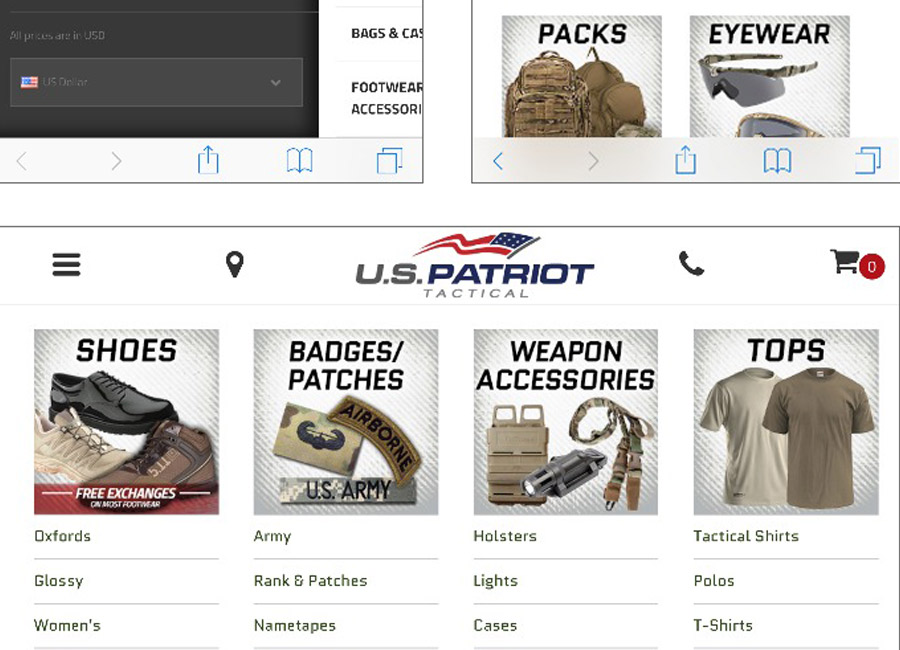 All prices are in USD
US Dollar
BAGS & CAS
FOOTWEAR
ACCESSORI
PACKS
EYEWEAR
U.S. PATRIOT
TACTICAL
0
SHOES
5.11
FREE EXCHANGES
ON MOST FOOTWEAR
Oxfords
Glossy
Women's
BADGES/
PATCHES
AIRBORNE
U.S. ARMY
Army
Rank & Patches
Nametapes
WEAPON
ACCESSORIES
Holsters
Lights
Cases
TOPS
Tactical Shirts
Polos
T-Shirts